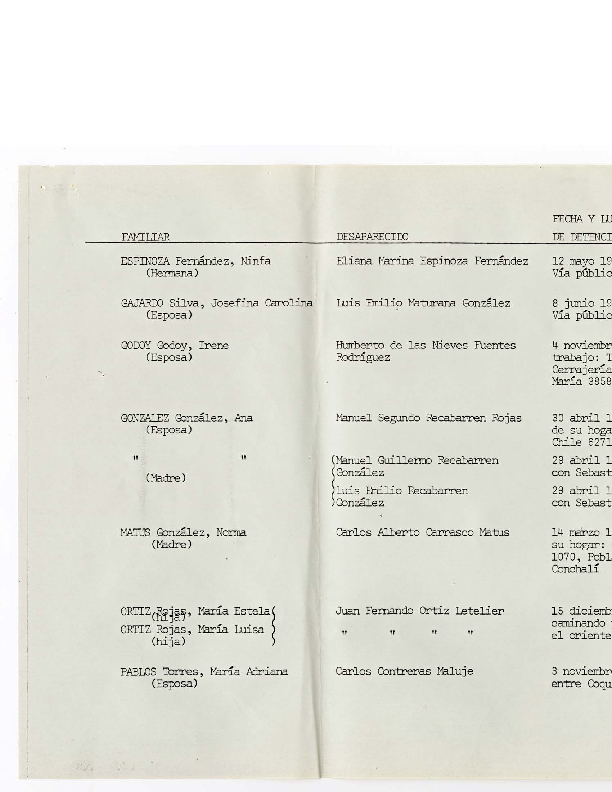 FECHA Y LU
FAMILIAR DESAPARECIDO DE DETENCI
ESPINOZA Fernández, Ninfa Eliana Marina Espinoza Fernández 12 mayo 19
(Hermana) Vía públic
GAJARDO Silva, Josefina Carolina Luis Emilio Maturana González 8 junio 19
(Esposa) Vía públic
GODOY Godoy, Irene Humberto de las Nieves Fuentes 4 noviembr
(Esposa) Rodríguez trabajo: T
Cerrajería
María 3858
GONZALEZ González, Ana Manuel Segundo Recabarren Rojas 30 abril 1
(Esposa) de su hoga
Chile 6271
" " (Manuel Guillermo Recabarren 29 abril 1
(Madre) (González con Sebast
)Luis Emilio Recabarren 29 abril 1
)González con Sebast
MATUS González, Norma Carlos Alberto Carrasco Matus 14 marzo 1
(Madre) su hogar:
1070, Pobl
Conchalí
ORTIZ Rojas, María Estela( Juan Fernando Ortiz Letelier 15 diciemb
(hija) caminando
ORTIZ Rojas, María Luisa ) " " " " el oriente
(hija) )
PABLOS Torres, María Adriana Carlos Contreras Maluje 3 noviembr
(Esposa) entre Coqu